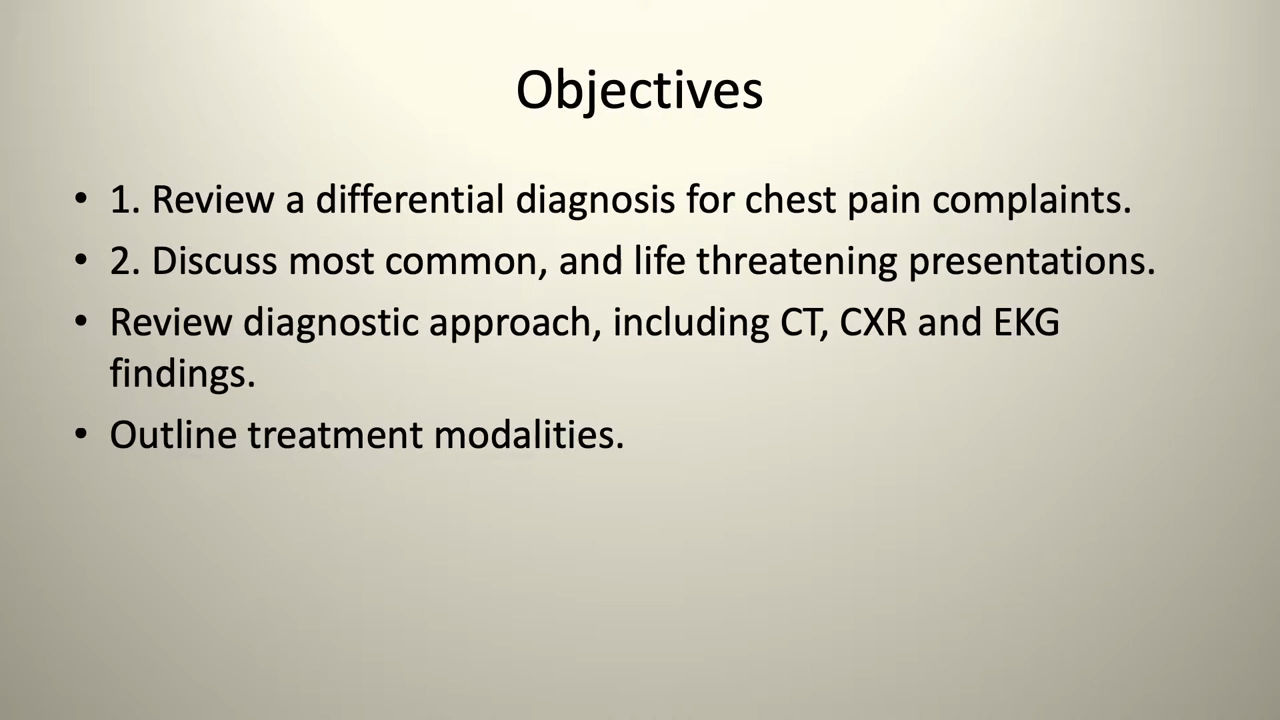 Objectives
• 1. Review a differential diagnosis for chest pain complaints.
• 2. Discuss most common, and life threatening presentations.
• Review diagnostic approach, including CT, CXR and EKG
findings.
• Outline treatment modalities.